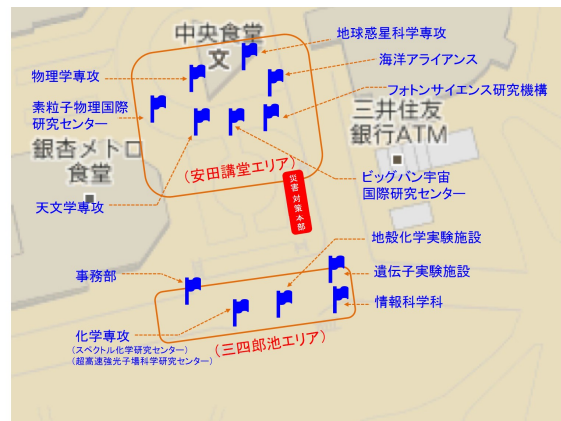 中央食堂
文
地球惑星科学専攻
海洋アライアンス
物理学専攻
フォトンサイエンス研究機構
素粒子物理国際
研究センター
三井住友
銀行ATM
銀杏メトロ
食堂
（安田講堂エリア）
ビッグバン宇宙
国際研究センター
災害対策本部
天文学専攻
地殻化学実験施設
事務部
遺伝子実験施設
情報科学科
化学専攻
（スペクトル化学研究センター）
（超高速強光子場科学研究センター）
（三四郎池エリア）